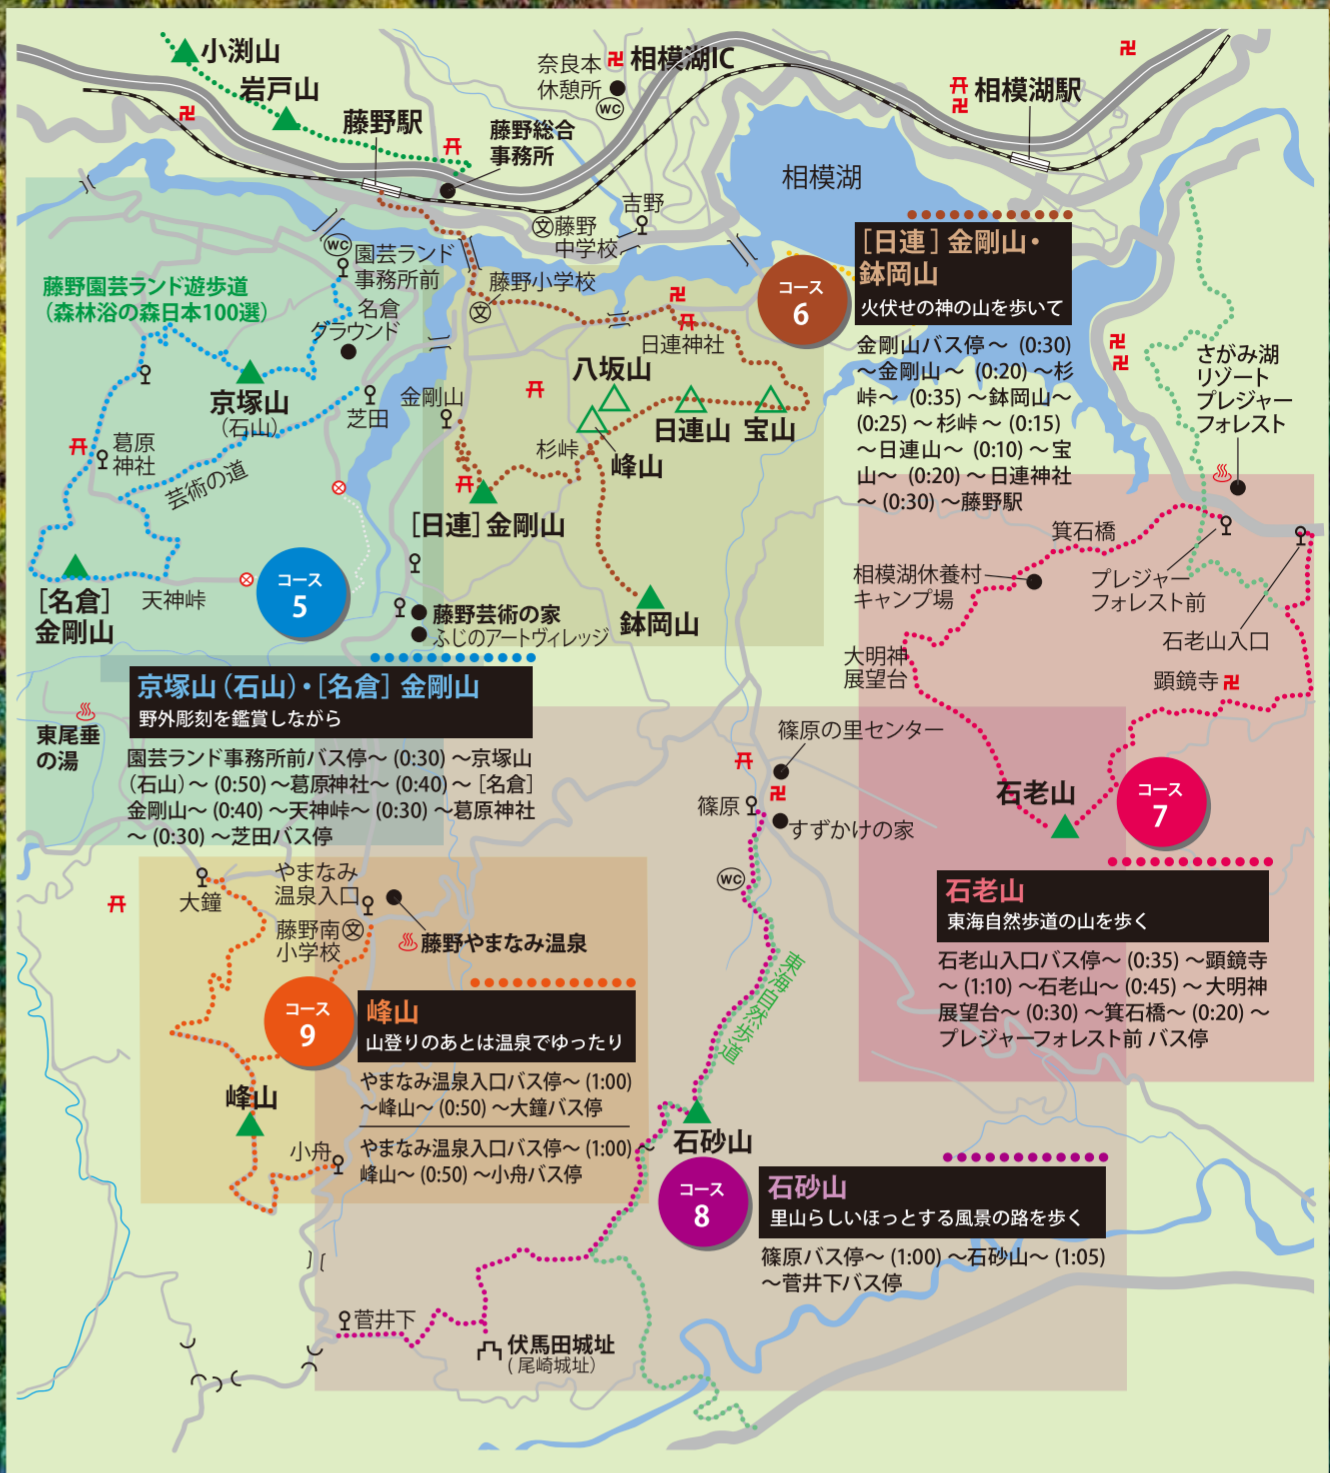 小渕山
岩戸山
藤野駅
藤野総合
事務所
奈良本
休憩所
WC
相模湖IC
相模湖駅
相模湖
吉野
文藤野
中学校
WC
園芸ランド
事務所前
藤野小学校
文
藤野園芸ランド遊歩道
(森林浴の森日本100選)
名倉
グラウンド
京塚山
(石山)
芝田
葛原
神社
芸術の道
[名倉]
金剛山
天神峠
コース
5
金剛山
日連神社
八坂山
日連山
宝山
杉峠
峰山
[日連]金剛山
鉢岡山
藤野芸術の家
ふじのアートヴィレッジ
コース
6
[日連]金剛山・
鉢岡山
火伏せの神の山を歩いて
金剛山バス停〜 (0:30)
〜金剛山〜 (0:20) 〜杉
峠〜 (0:35) 〜鉢岡山〜
(0:25) 〜杉峠〜 (0:15)
〜日連山〜 (0:10) 〜宝
山〜 (0:20) 〜日連神社
〜 (0:30) 〜藤野駅
さがみ湖
リゾート
プレジャー
フォレスト
箕石橋
相模湖休養村
キャンプ場
プレジャー
フォレスト前
石老山入口
大明神
展望台
顕鏡寺
石老山
コース
7
石老山
東海自然歩道の山を歩く
石老山入口バス停〜 (0:35) 〜顕鏡寺
〜 (1:10) 〜石老山〜 (0:45) 〜大明神
展望台〜 (0:30) 〜箕石橋〜 (0:20) 〜
プレジャーフォレスト前 バス停
京塚山(石山)・[名倉]金剛山
野外彫刻を鑑賞しながら
園芸ランド事務所前バス停〜 (0:30) 〜京塚山
(石山)〜 (0:50) 〜葛原神社〜 (0:40) 〜[名倉]
金剛山〜 (0:40) 〜天神峠〜 (0:30) 〜葛原神社
〜 (0:30) 〜芝田バス停
東尾垂
の湯
篠原の里センター
篠原
すずかけの家
WC
東海自然歩道
大鐘
やまなみ
温泉入口
藤野南文
小学校
藤野やまなみ温泉
コース
9
峰山
山登りのあとは温泉でゆったり
やまなみ温泉入口バス停〜 (1:00)
〜峰山〜 (0:50) 〜大鐘バス停
やまなみ温泉入口バス停〜 (1:00) 〜
峰山〜 (0:50) 〜小舟バス停
峰山
小舟
石砂山
コース
8
石砂山
里山らしいほっとする風景の路を歩く
篠原バス停〜 (1:00) 〜石砂山〜 (1:05)
〜菅井下バス停
菅井下
伏馬田城址
(尾崎城址)